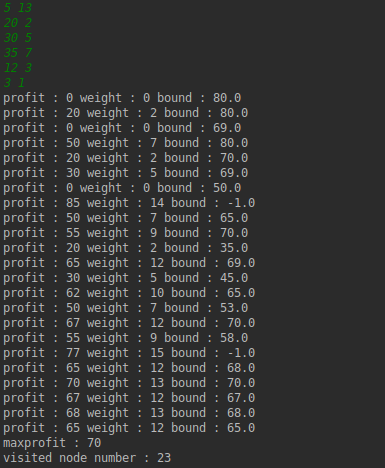 5 13
20 2
30 5
35 7
12 3
3 1
profit : 0 weight : 0 bound : 80.0
profit : 20 weight : 2 bound : 80.0
profit : 0 weight : 0 bound : 69.0
profit : 50 weight : 7 bound : 80.0
profit : 20 weight : 2 bound : 70.0
profit : 30 weight : 5 bound : 69.0
profit : 0 weight : 0 bound : 50.0
profit : 85 weight : 14 bound : -1.0
profit : 50 weight : 7 bound : 65.0
profit : 55 weight : 9 bound : 70.0
profit : 20 weight : 2 bound : 35.0
profit : 65 weight : 12 bound : 69.0
profit : 30 weight : 5 bound : 45.0
profit : 62 weight : 10 bound : 65.0
profit : 50 weight : 7 bound : 53.0
profit : 67 weight : 12 bound : 70.0
profit : 55 weight : 9 bound : 58.0
profit : 77 weight : 15 bound : -1.0
profit : 65 weight : 12 bound : 68.0
profit : 70 weight : 13 bound : 70.0
profit : 67 weight : 12 bound : 67.0
profit : 68 weight : 13 bound : 68.0
profit : 65 weight : 12 bound : 65.0
maxprofit : 70
visited node number : 23